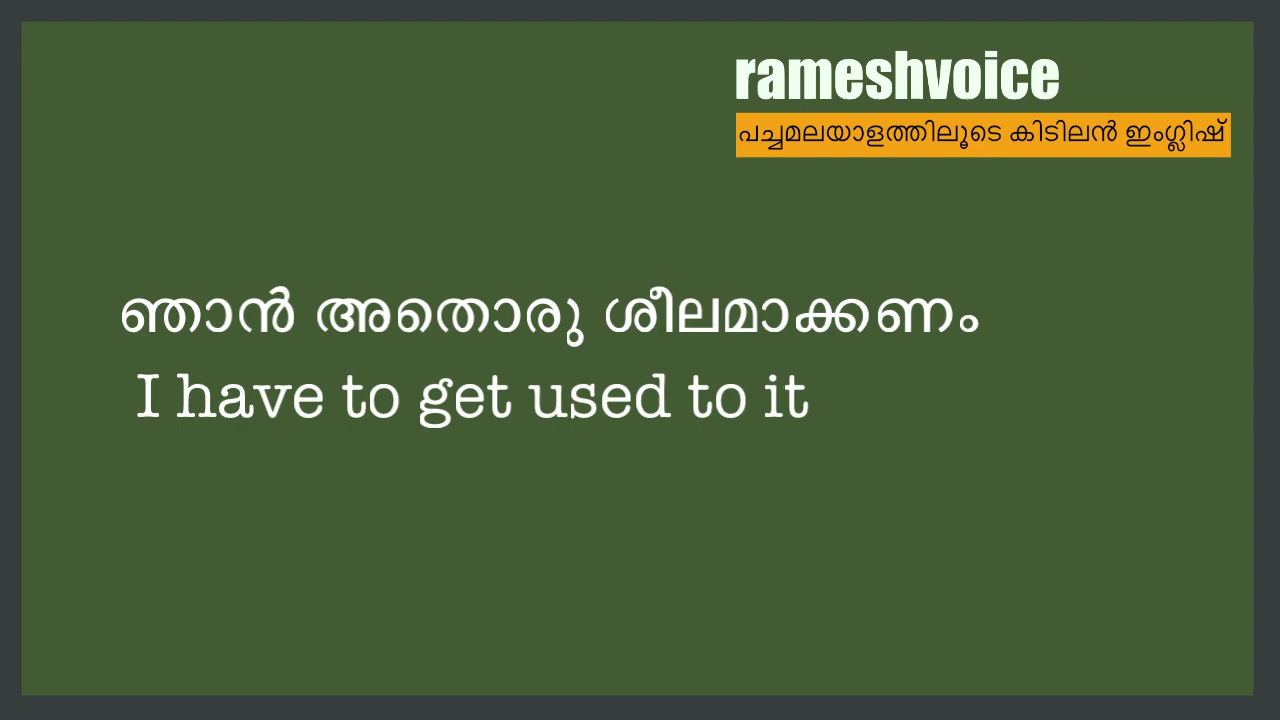 rameshvoice
പച്ചമലയാളത്തിലൂടെ കിടിലൻ ഇംഗ്ലിഷ്
ഞാൻ അതൊരു ശീലമാക്കണം
I have to get used to it